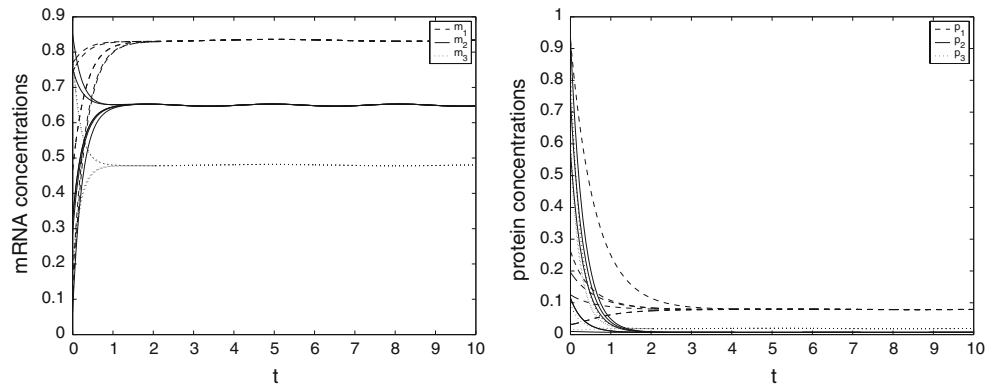 0.9
0.8
0.7
0.6
0.5
0.4
0.3
0.2
0.1
0
mRNA concentrations
0 1 2 3 4 5 6 7 8 9 10
t
m1
m2
m3
1
0.9
0.8
0.7
0.6
0.5
0.4
0.3
0.2
0.1
0
protein concentrations
0 1 2 3 4 5 6 7 8 9 10
t
p1
p2
p3